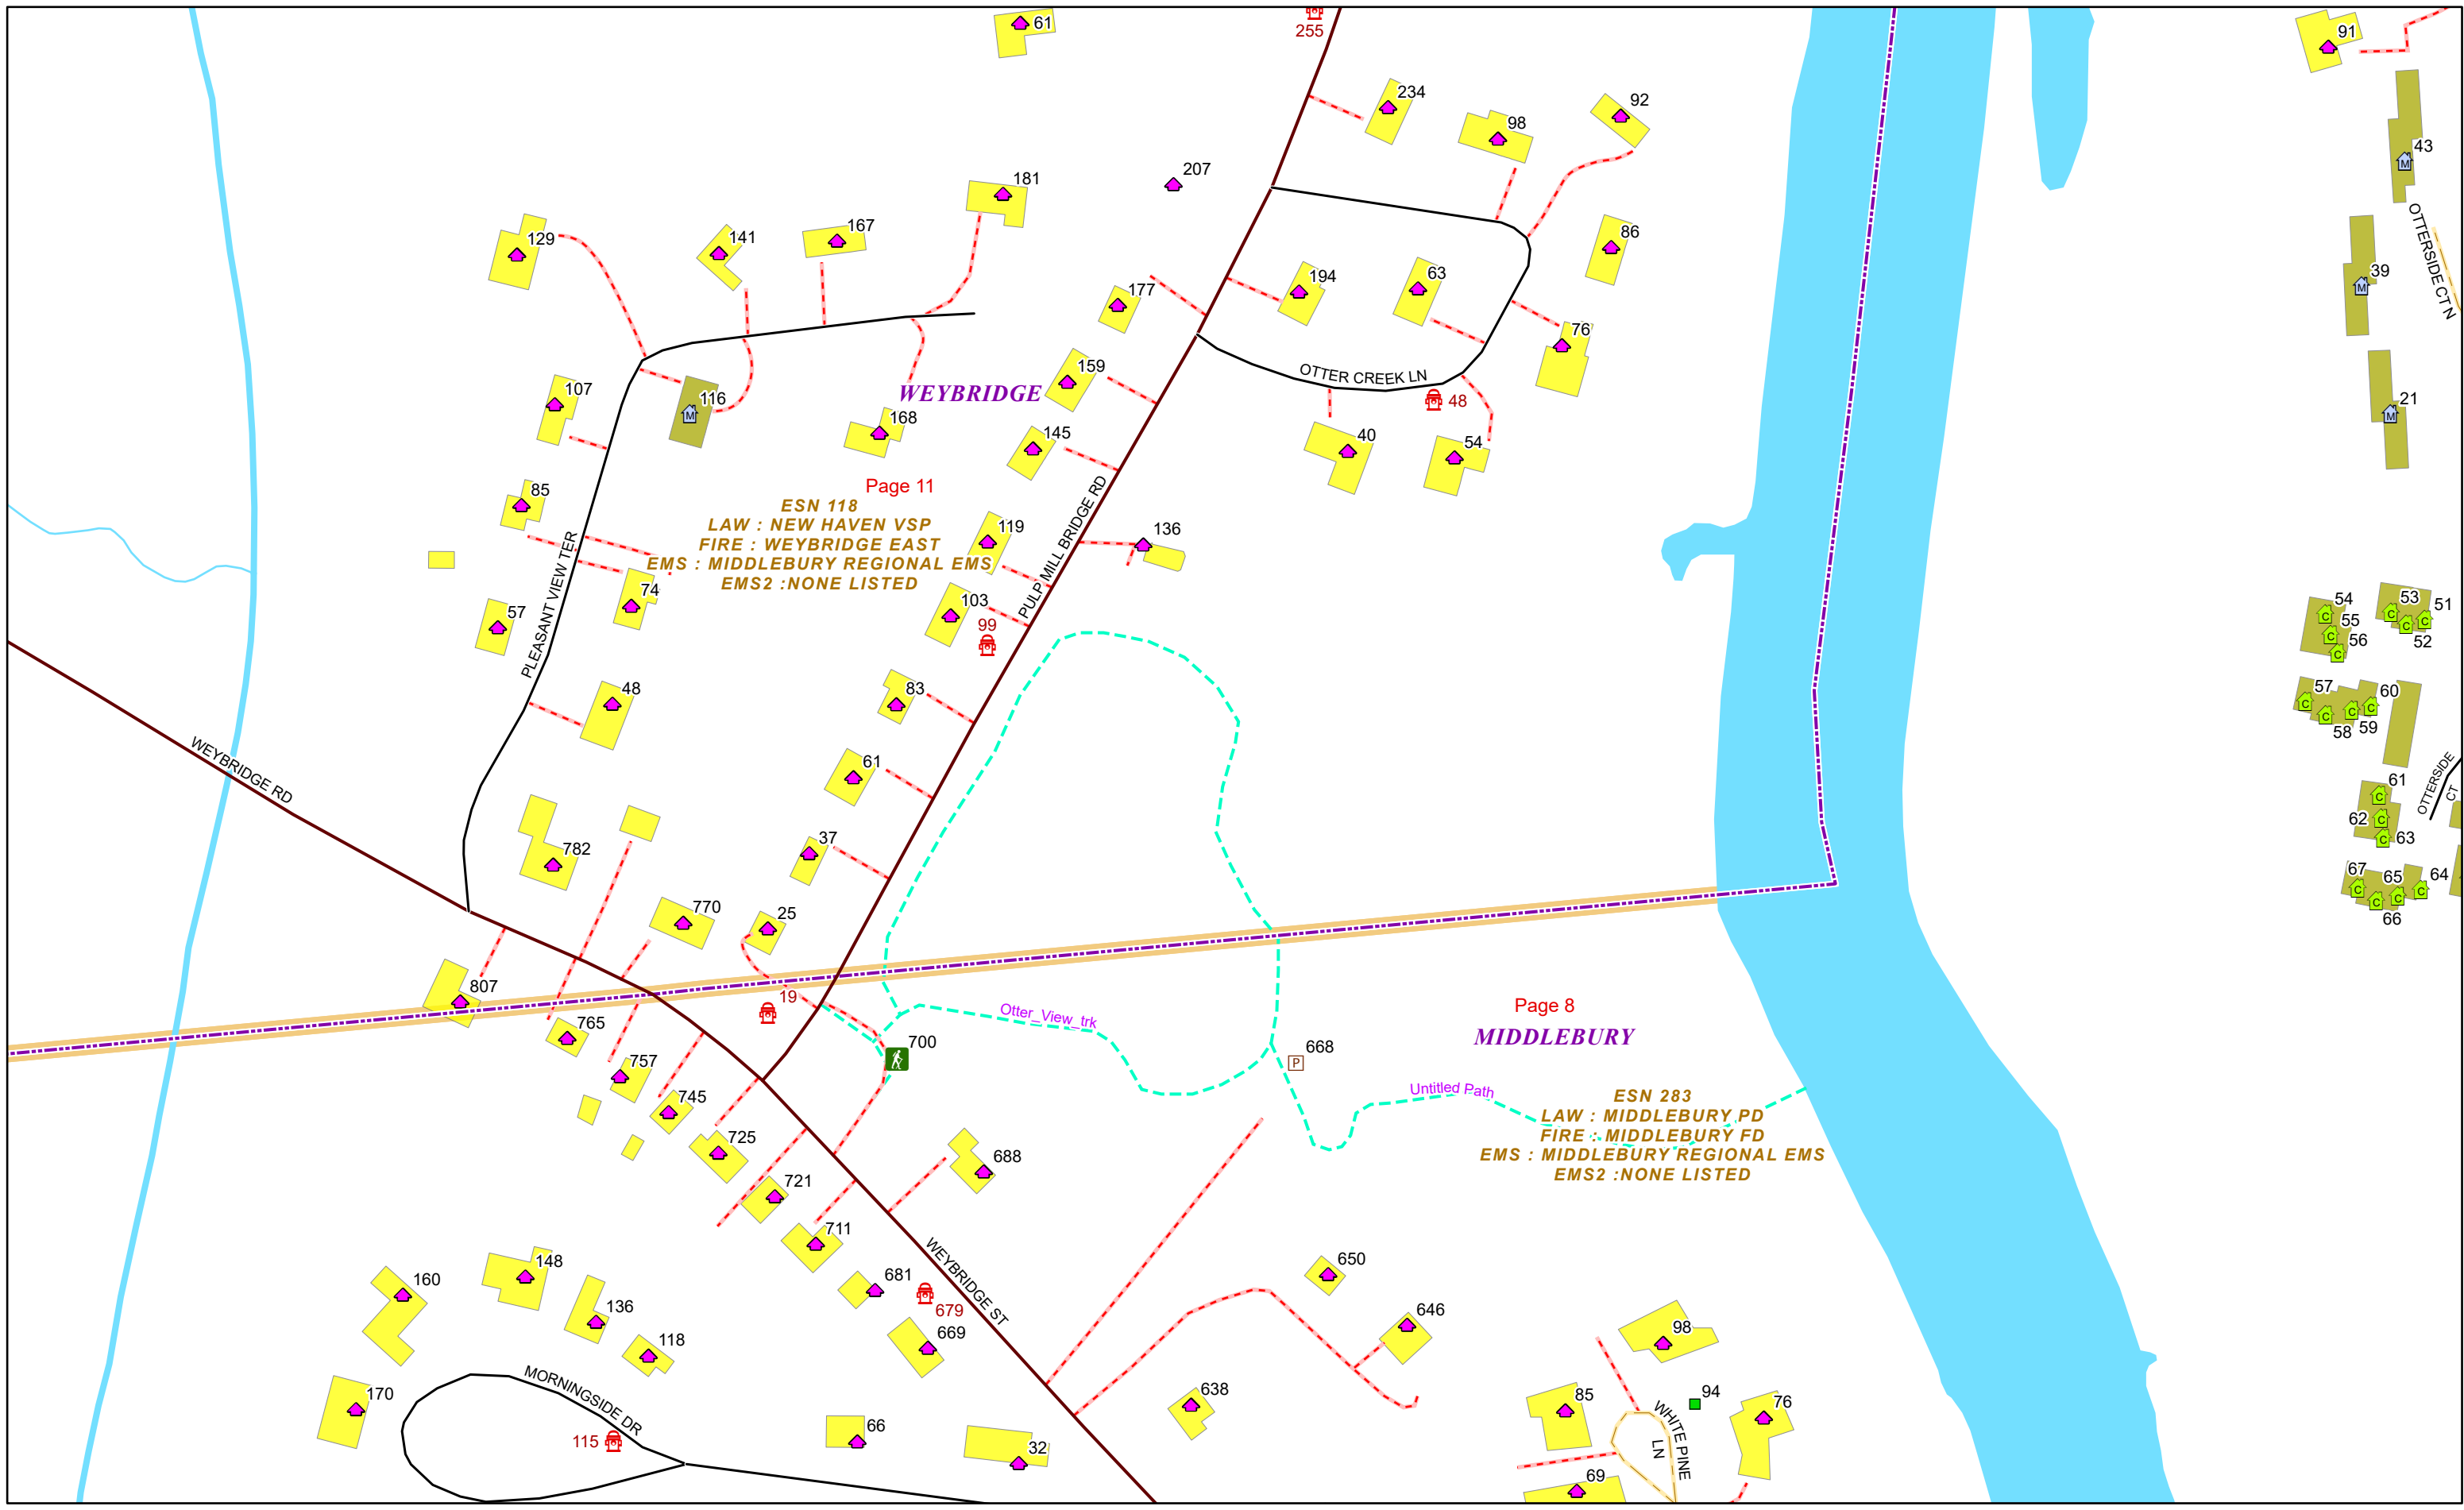 61
255
91
234
98
92
43
M
207
181
OTTERSIDE CT N
129
141
167
86
194
63
39
M
177
76
159
OTTER CREEK LN
107
116
M
WEYBRIDGE
48
21
M
168
145
40
54
Page 11
85
ESN 118
LAW : NEW HAVEN VSP
FIRE : WEYBRIDGE EAST
EMS : MIDDLEBURY REGIONAL EMS
EMS2 :NONE LISTED
119
136
PULP MILL BRIDGE RD
PLEASANT VIEW TER
74
57
103
99
54
C
55
C
56
C
53
C
51
C
52
C
48
83
57
C
60
C
58
C
59
C
WEYBRIDGE RD
61
61
C
62
C
63
C
OTTERSIDE
CT
782
37
67
C
65
C
64
C
66
C
770
25
807
19
765
Otter_View_trk
Page 8
MIDDLEBURY
700
668
P
757
745
Untitled Path
ESN 283
LAW : MIDDLEBURY PD
FIRE : MIDDLEBURY FD
EMS : MIDDLEBURY REGIONAL EMS
EMS2 :NONE LISTED
725
688
721
711
WEYBRIDGE ST
148
160
136
681
679
650
646
118
669
98
MORNINGSIDE DR
170
638
85
94
76
WHITE PINE
LN
115
66
32
69